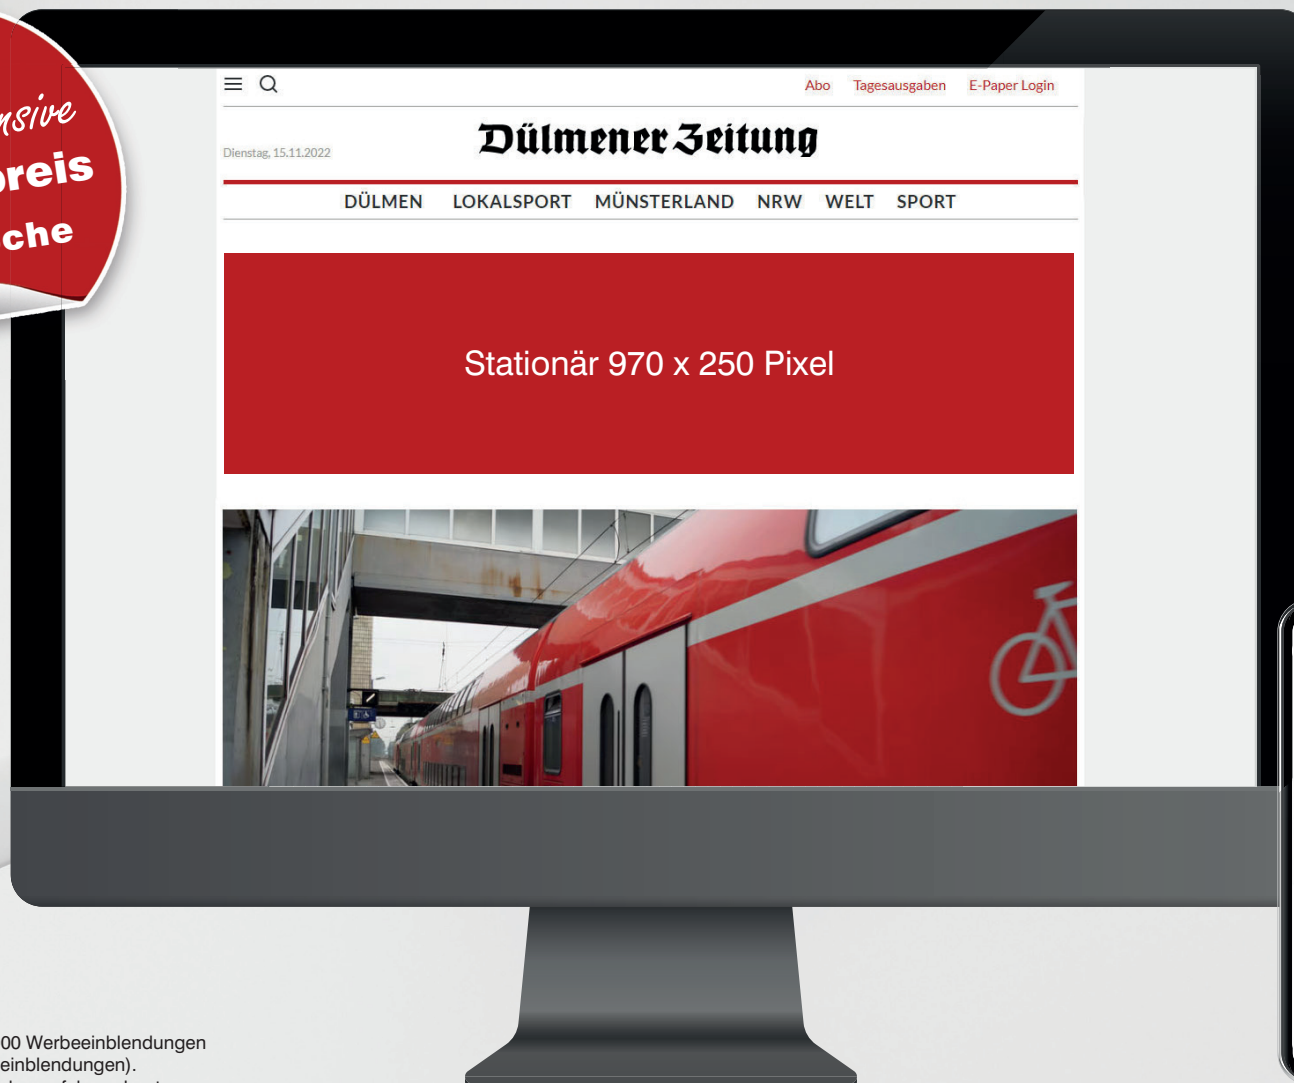 Abo Tagesausgaben E-Paper Login
Dülmener Zeitung
Dienstag, 15.11.2022
DÜLMEN LOKALSPORT MÜNSTERLAND NRW WELT SPORT
Stationär 970 x 250 Pixel
nsive
preis
che
00 Werbeeinblendungen
einblendungen).